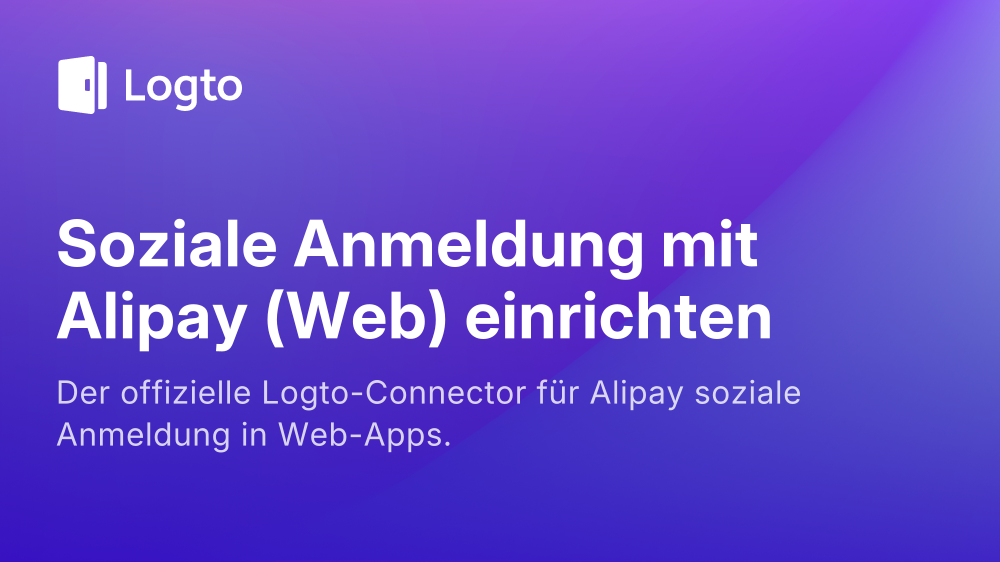 Logto
Soziale Anmeldung mit
Alipay (Web) einrichten
Der offizielle Logto-Connector für Alipay soziale
Anmeldung in Web-Apps.